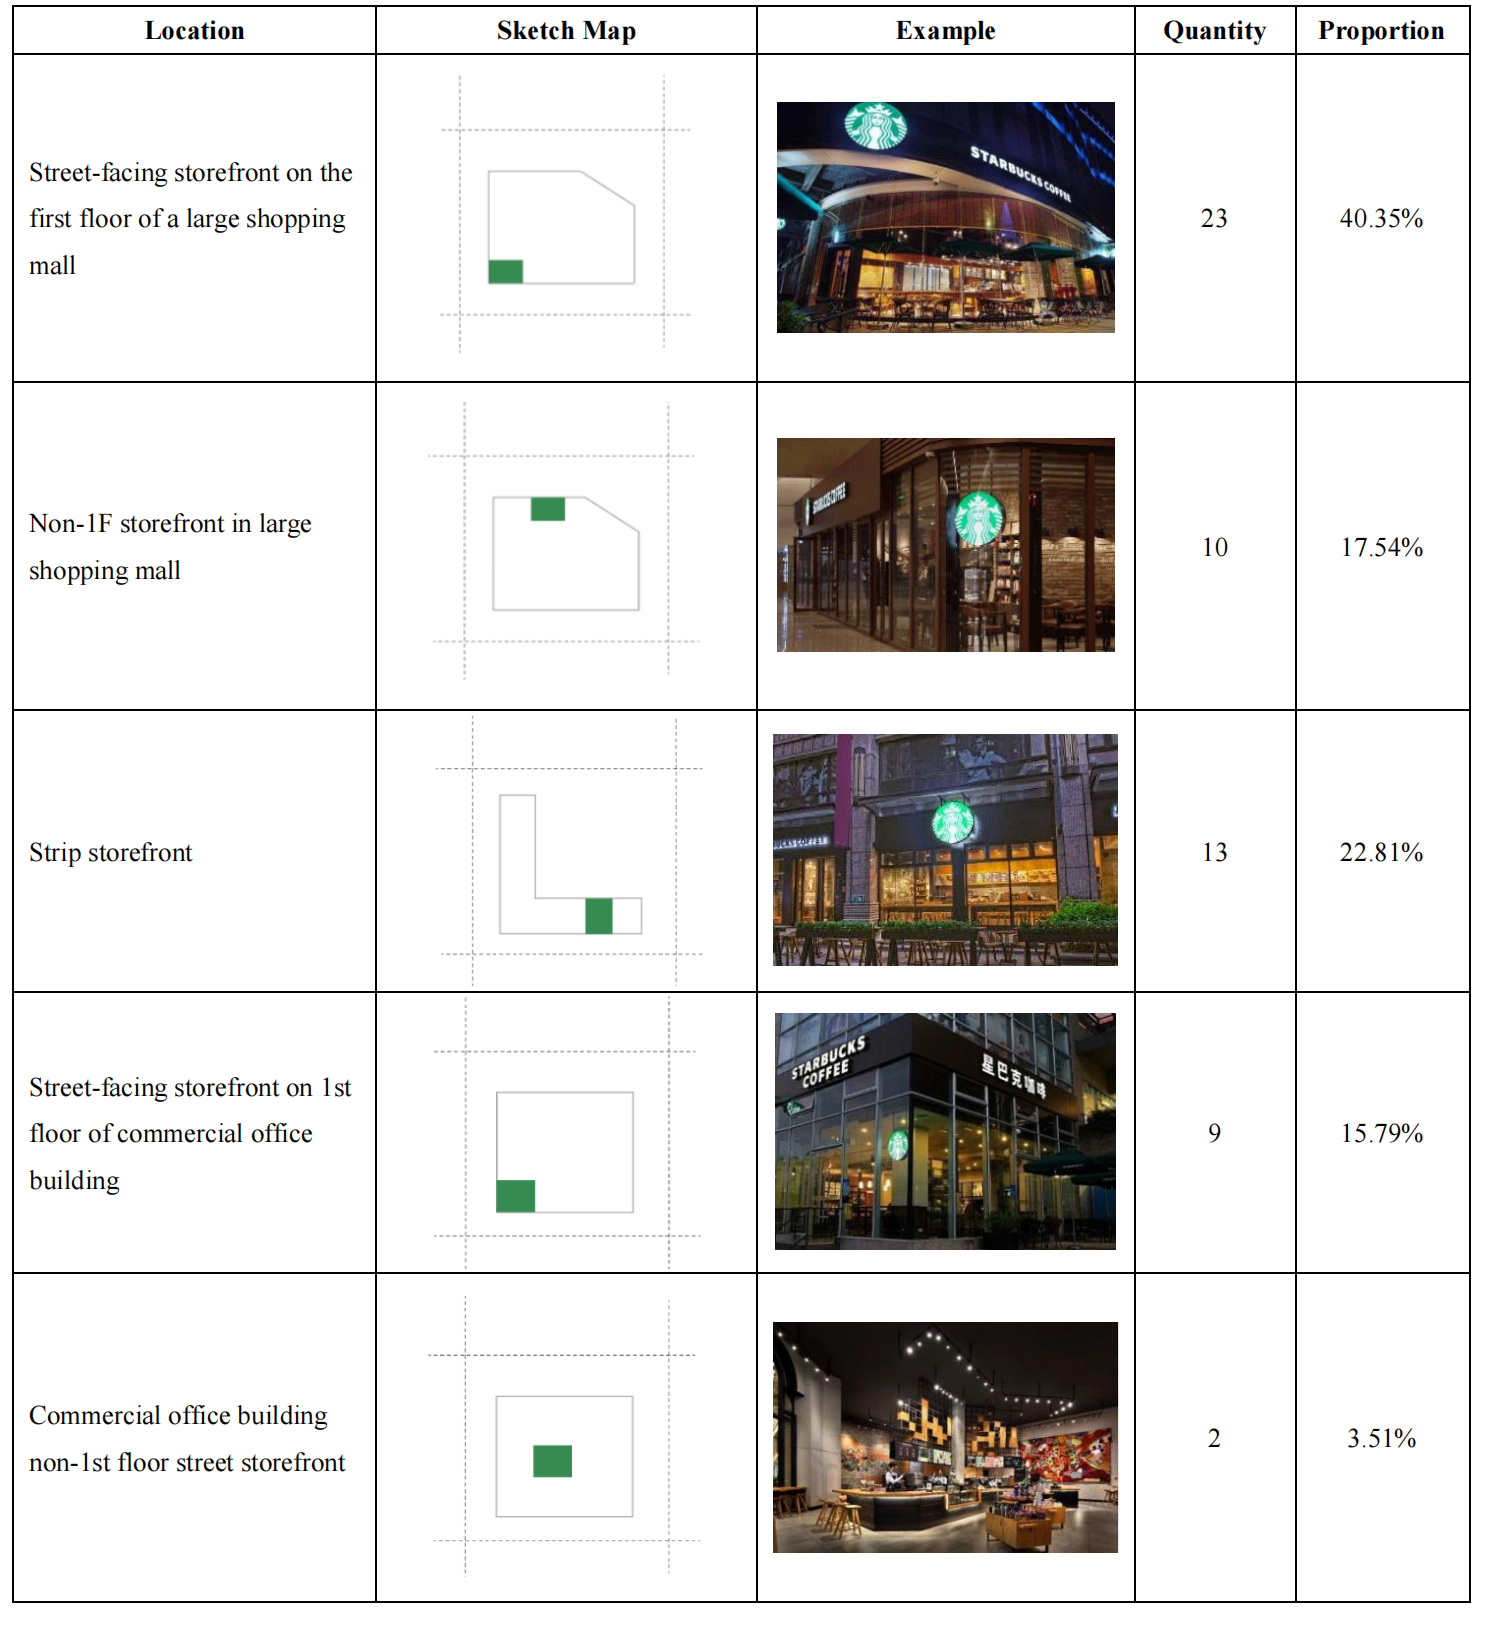 Location Sketch Map Example Quantity Proportion
Street-facing storefront on the
first floor of a large shopping
mall
STARBUCKS COFFEE
23
40.35%
Non-1F storefront in large
shopping mall
STARBUCKS COFFEE
10
17.54%
Strip storefront
UCKS COFFEE
13
22.81%
Street-facing storefront on 1st
floor of commercial office
building
STARBUCKS
COFFEE
星巴克咖啡
9
15.79%
Commercial office building
non-1st floor street storefront
2
3.51%